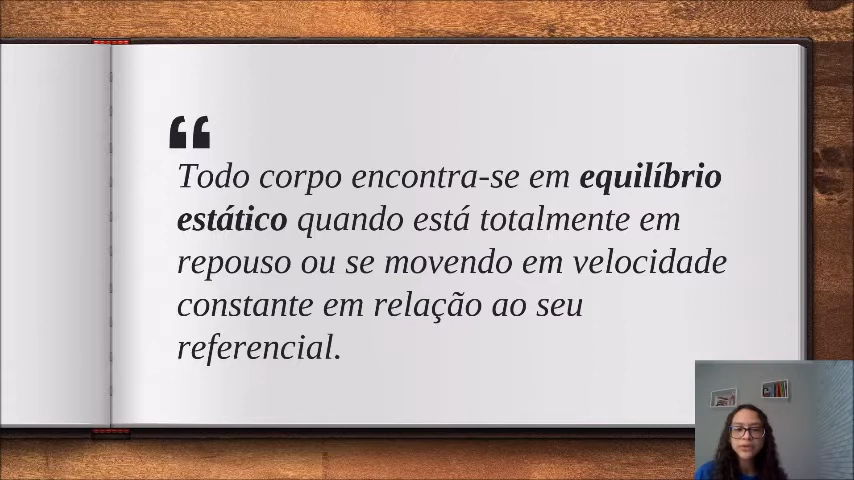 “
Todo corpo encontra-se em equilíbrio
estático quando está totalmente em
repouso ou se movendo em velocidade
constante em relação ao seu
referencial.